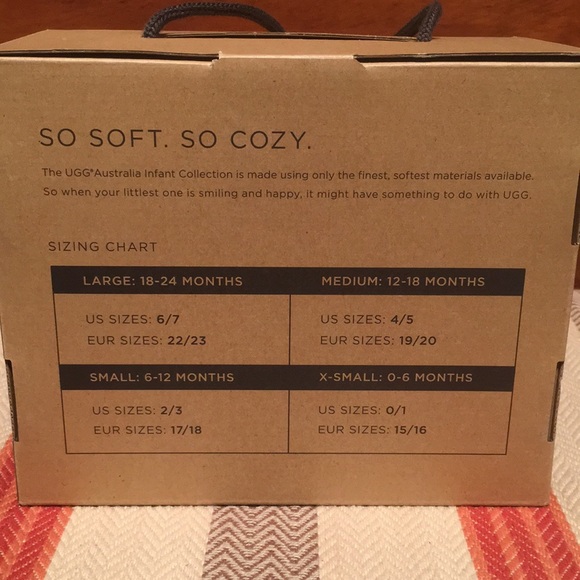 SO SOFT. SO COZY.
The UGG®Australia Infant Collection is made using only the finest, softest materials available.
So when your littlest one is smiling and happy, it might have something to do with UGG.
SIZING CHART
LARGE: 18-24 MONTHS
US SIZES: 6/7
EUR SIZES: 22/23
MEDIUM: 12-18 MONTHS
US SIZES: 4/5
EUR SIZES: 19/20
SMALL: 6-12 MONTHS
US SIZES: 2/3
EUR SIZES: 17/18
X-SMALL: 0-6 MONTHS
US SIZES: 0/1
EUR SIZES: 15/16